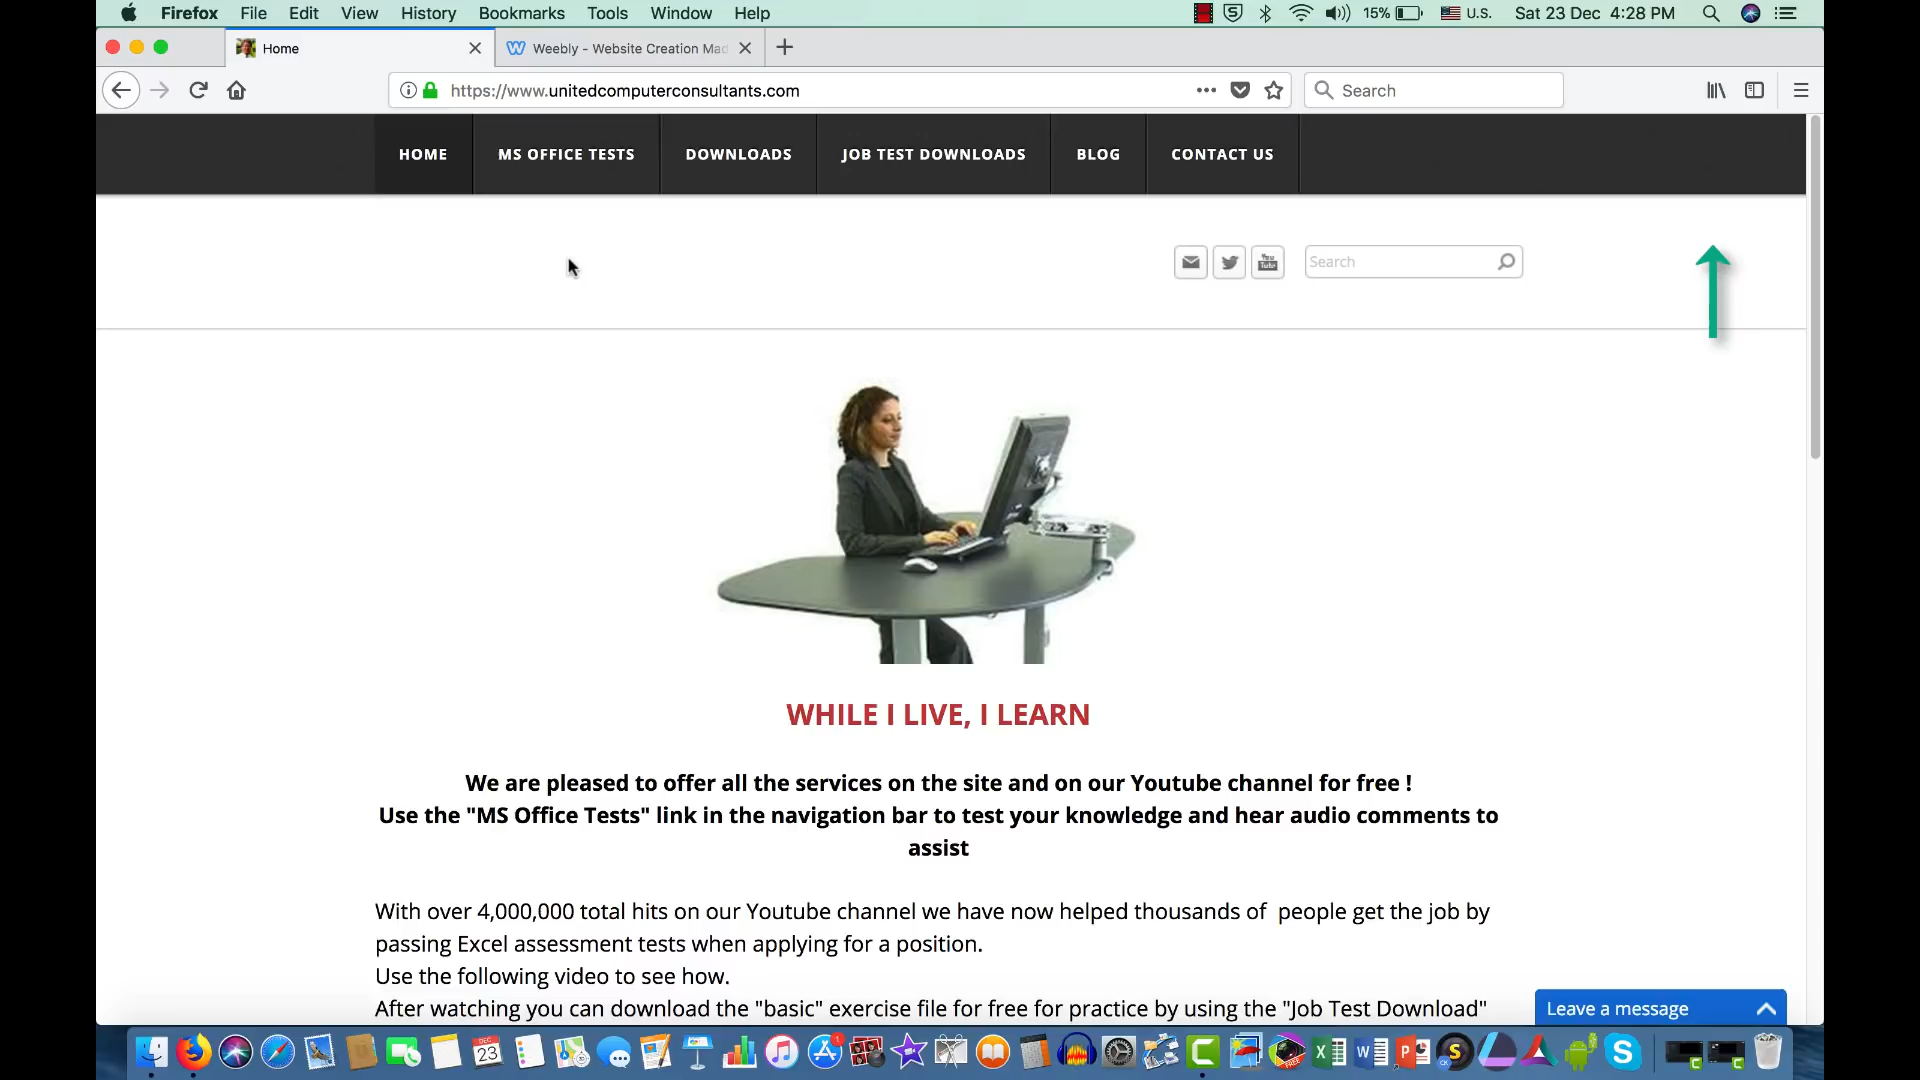 Firefox File Edit View History Bookmarks Tools Window Help 15% U.S. Sat 23 Dec 4:28 PM
Home Weebly - Website Creation Mad
https://www.unitedcomputerconsultants.com Search
HOME MS OFFICE TESTS DOWNLOADS JOB TEST DOWNLOADS BLOG CONTACT US
You Tube Search
WHILE I LIVE, I LEARN
We are pleased to offer all the services on the site and on our Youtube channel for free !
Use the "MS Office Tests" link in the navigation bar to test your knowledge and hear audio comments to
assist
With over 4,000,000 total hits on our Youtube channel we have now helped thousands of  people get the job by
passing Excel assessment tests when applying for a position.
Use the following video to see how.
After watching you can download the "basic" exercise file for free for practice by using the "Job Test Download"
Leave a message
DEC
23